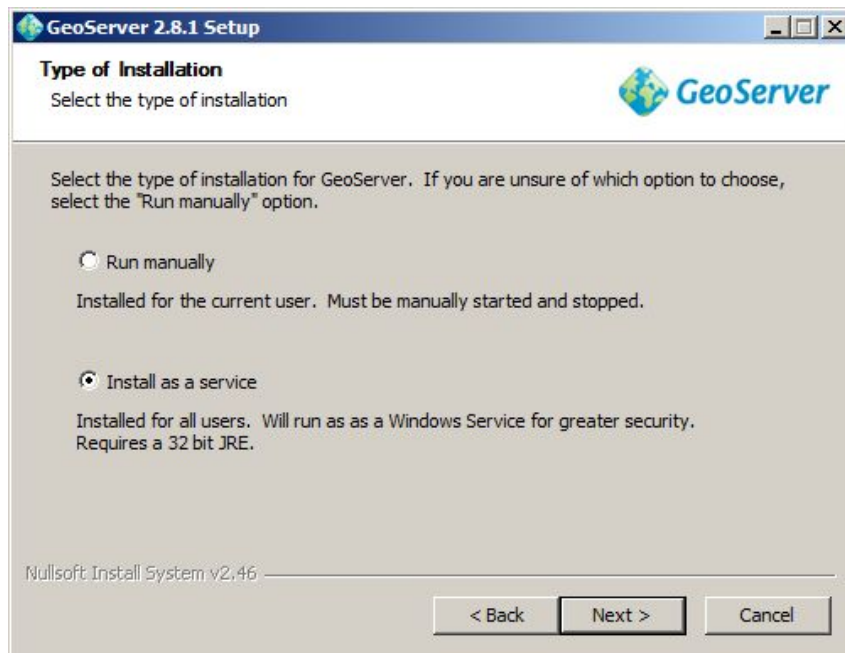 GeoServer 2.8.1 Setup
Type of Installation
Select the type of installation
GeoServer
Select the type of installation for GeoServer. If you are unsure of which option to choose,
select the "Run manually" option.
Run manually
Installed for the current user. Must be manually started and stopped.
Install as a service
Installed for all users. Will run as as a Windows Service for greater security.
Requires a 32 bit JRE.
Nullsoft Install System v2.46
< Back
Next >
Cancel